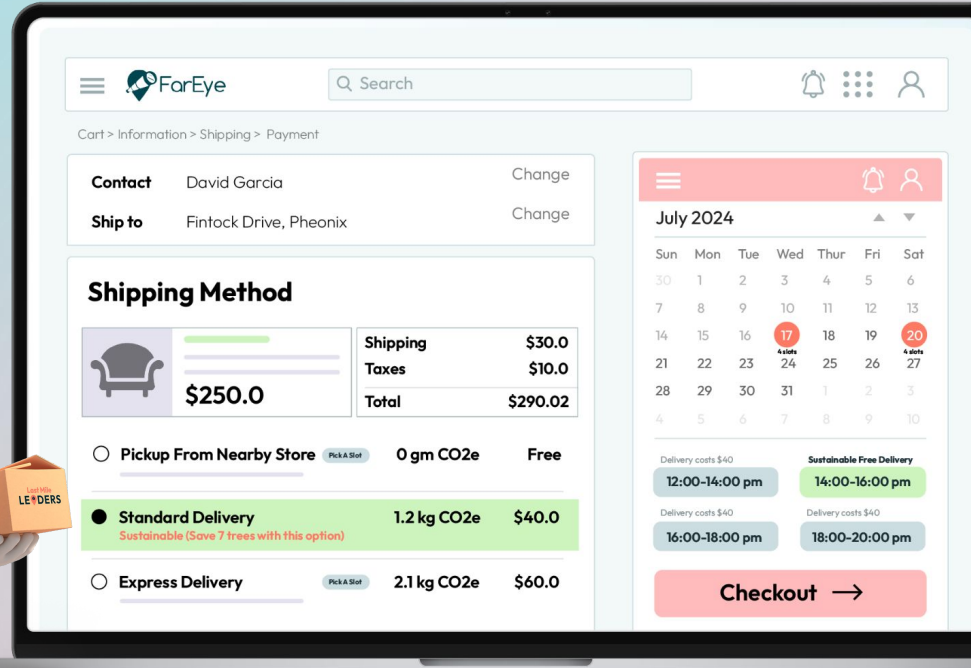 FarEye
Search
Cart > Information > Shipping > Payment
Contact David Garcia Change
Ship to Fintock Drive, Pheonix Change
Shipping Method
$250.0
Shipping $30.0
Taxes $10.0
Total $290.02
Pickup From Nearby Store Pick A Slot 0 gm CO2e Free
Standard Delivery 1.2 kg CO2e $40.0
Sustainable (Save 7 trees with this option)
Express Delivery Pick A Slot 2.1 kg CO2e $60.0
Last Mile
LEADERS
July 2024
Sun Mon Tue Wed Thur Fri Sat
30 1 2 3 4 5 6
7 8 9 10 11 12 13
14 15 16 17 18 19 20
4 slots 4 slots
21 22 23 24 25 26 27
28 29 30 31 1 2 3
4 5 6 7 8 9 10
Delivery costs $40 Sustainable Free Delivery
12:00-14:00 pm 14:00-16:00 pm
Delivery costs $40 Delivery costs $40
16:00-18:00 pm 18:00-20:00 pm
Checkout →